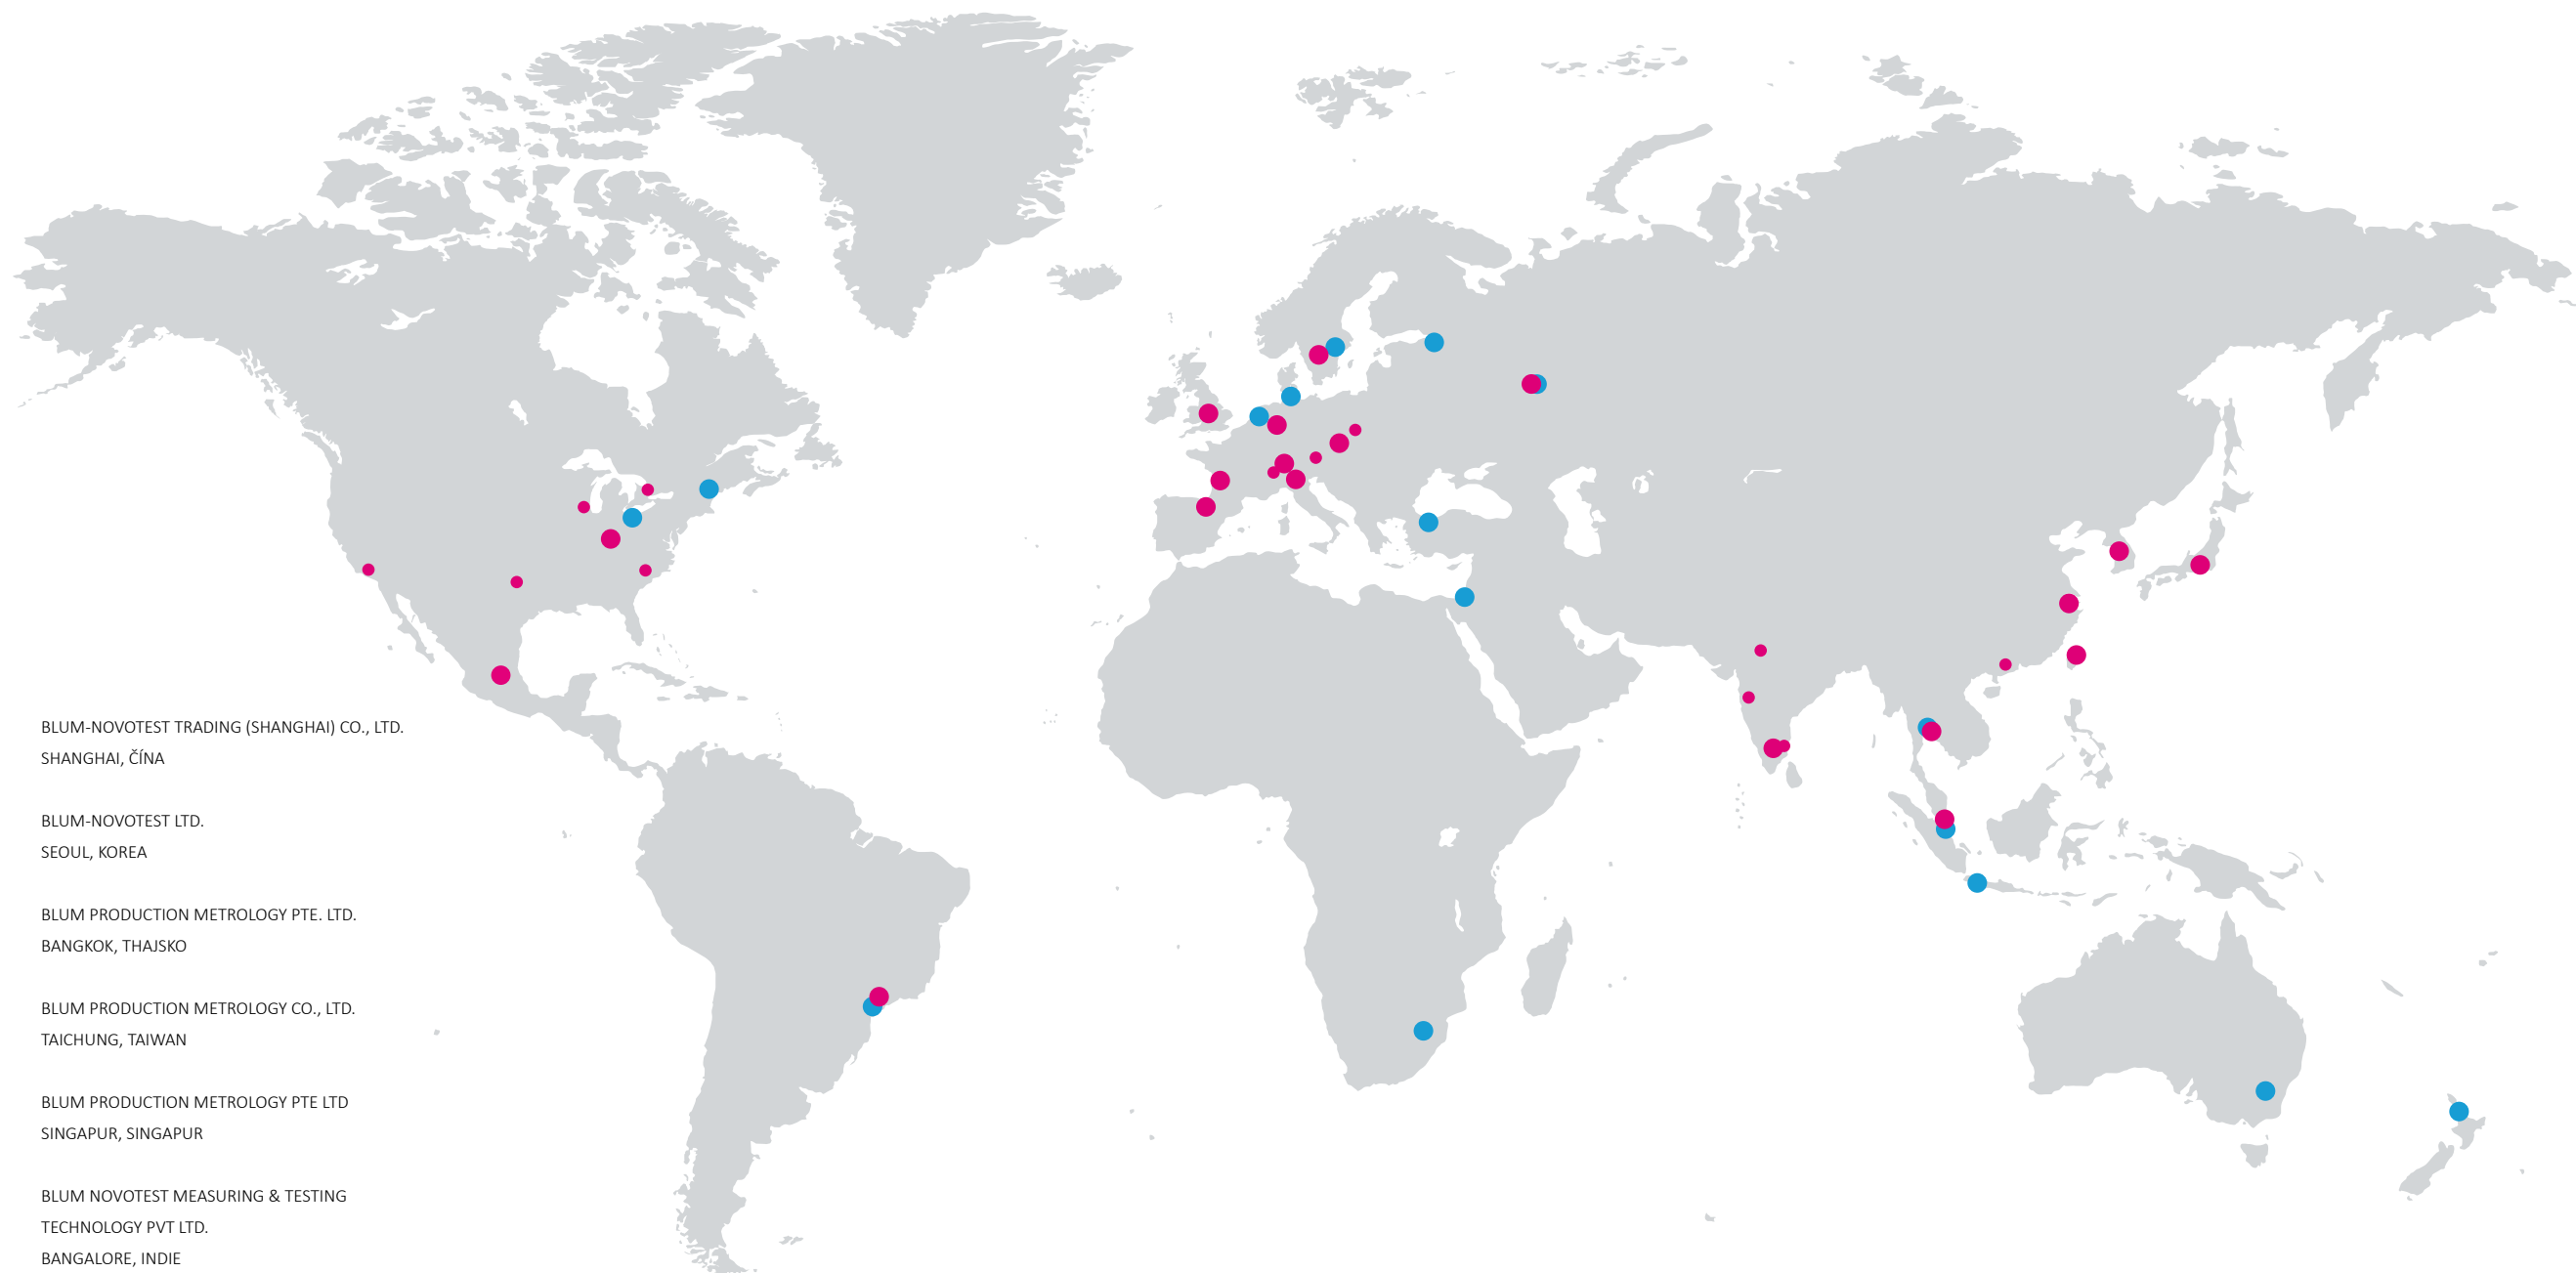 BLUM-NOVOTEST TRADING (SHANGHAI) CO., LTD.
SHANGHAI, ČÍNA
BLUM-NOVOTEST LTD.
SEOUL, KOREA
BLUM PRODUCTION METROLOGY PTE. LTD.
BANGKOK, THAJSKO
BLUM PRODUCTION METROLOGY CO., LTD.
TAICHUNG, TAIWAN
BLUM PRODUCTION METROLOGY PTE LTD
SINGAPUR, SINGAPUR
BLUM NOVOTEST MEASURING & TESTING
TECHNOLOGY PVT LTD.
BANGALORE, INDIE